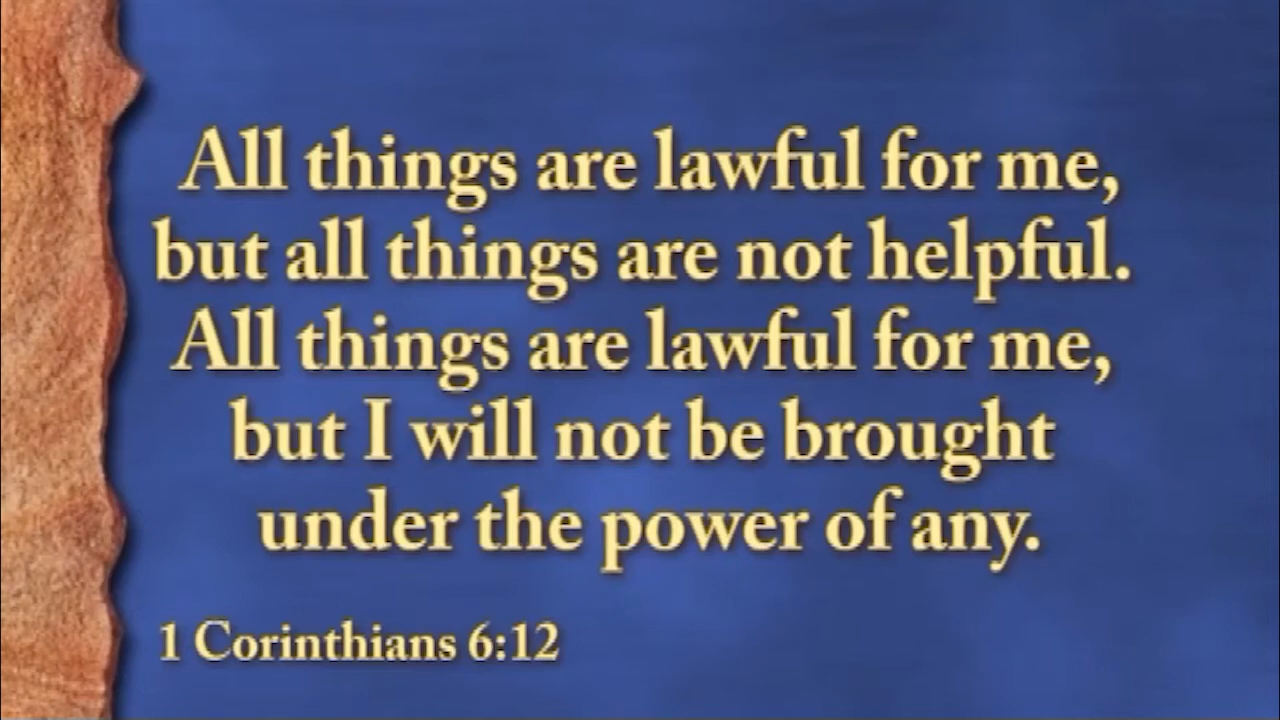 All things are lawful for me,
but all things are not helpful.
All things are lawful for me,
but I will not be brought
under the power of any.
1 Corinthians 6:12